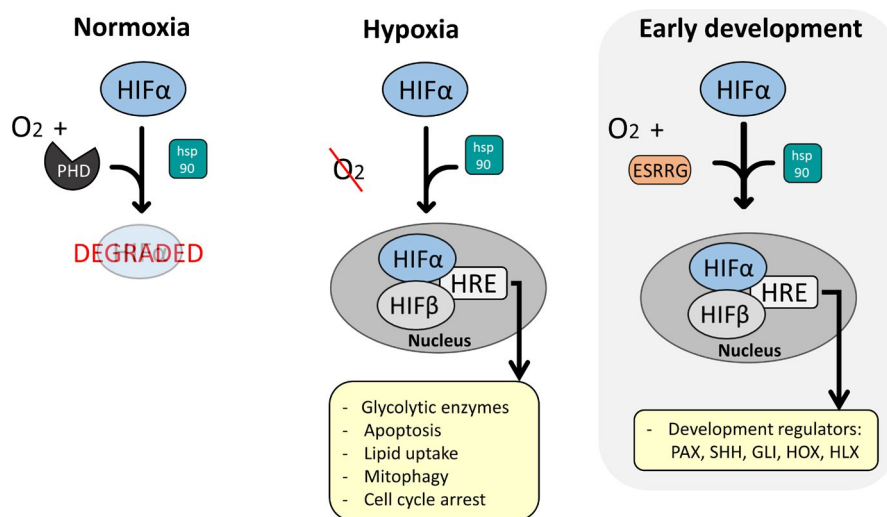 Normoxia
HIFα
O2 +
PHD
hsp
90
DEGRADED
HIFα
Hypoxia
HIFα
O2
hsp
90
HIFα
HRE
HIFβ
Nucleus
- Glycolytic enzymes
- Apoptosis
- Lipid uptake
- Mitophagy
- Cell cycle arrest
Early development
HIFα
O2 +
ESRRG
hsp
90
HIFα
HRE
HIFβ
Nucleus
- Development regulators:
PAX, SHH, GLI, HOX, HLX